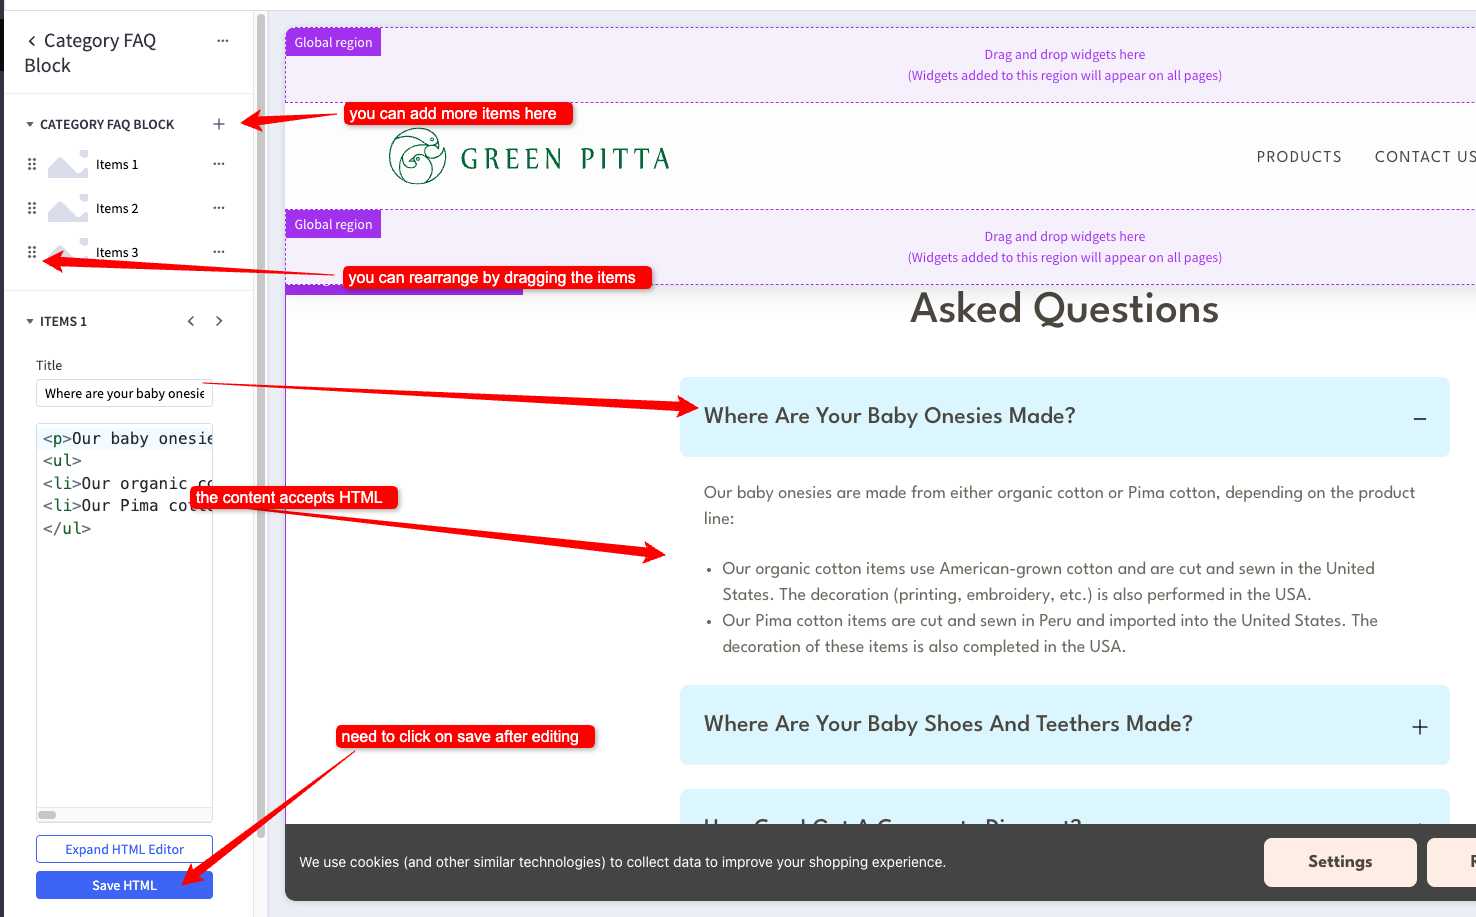 Category FAQ
Block
CATEGORY FAQ BLOCK
you can add more items here
Items 1
Items 2
Items 3
you can rearrange by dragging the items
ITEMS 1
Title
Where are your baby onesie
<p>Our baby onesie
<ul>
<li>Our organic co
the content accepts HTML
<li>Our Pima cott
</ul>
need to click on save after editing
Expand HTML Editor
Save HTML
Global region
Drag and drop widgets here
(Widgets added to this region will appear on all pages)
GREEN PITTA
PRODUCTS
CONTACT US
Global region
Drag and drop widgets here
(Widgets added to this region will appear on all pages)
Asked Questions
Where Are Your Baby Onesies Made?
Our baby onesies are made from either organic cotton or Pima cotton, depending on the product
line:
• Our organic cotton items use American-grown cotton and are cut and sewn in the United
States. The decoration (printing, embroidery, etc.) is also performed in the USA.
• Our Pima cotton items are cut and sewn in Peru and imported into the United States. The
decoration of these items is also completed in the USA.
Where Are Your Baby Shoes And Teethers Made?
We use cookies (and other similar technologies) to collect data to improve your shopping experience.
Settings